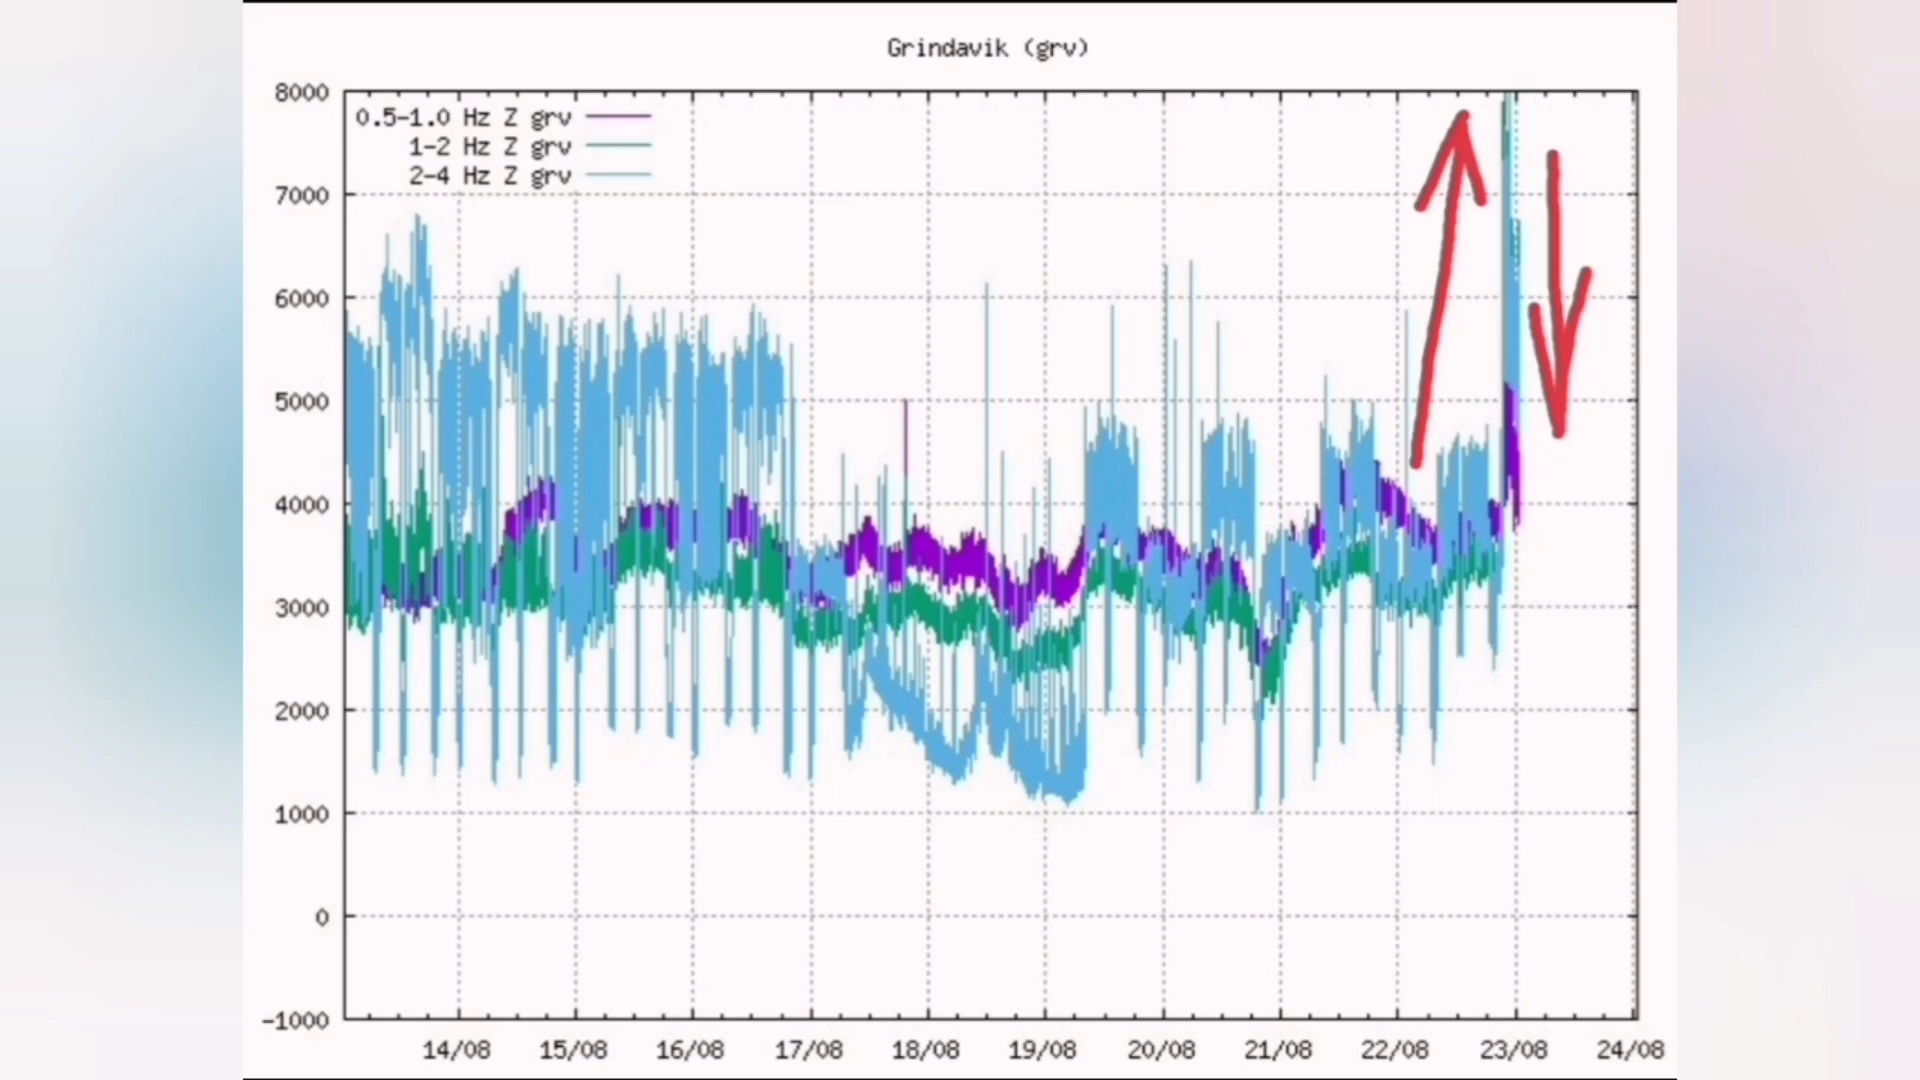 Grindavik (grv)
8000
0.5-1.0 Hz Z grv
1-2 Hz Z grv
2-4 Hz Z grv
7000
6000
5000
4000
3000
2000
1000
0
-1000
14/08 15/08 16/08 17/08 18/08 19/08 20/08 21/08 22/08 23/08 24/08